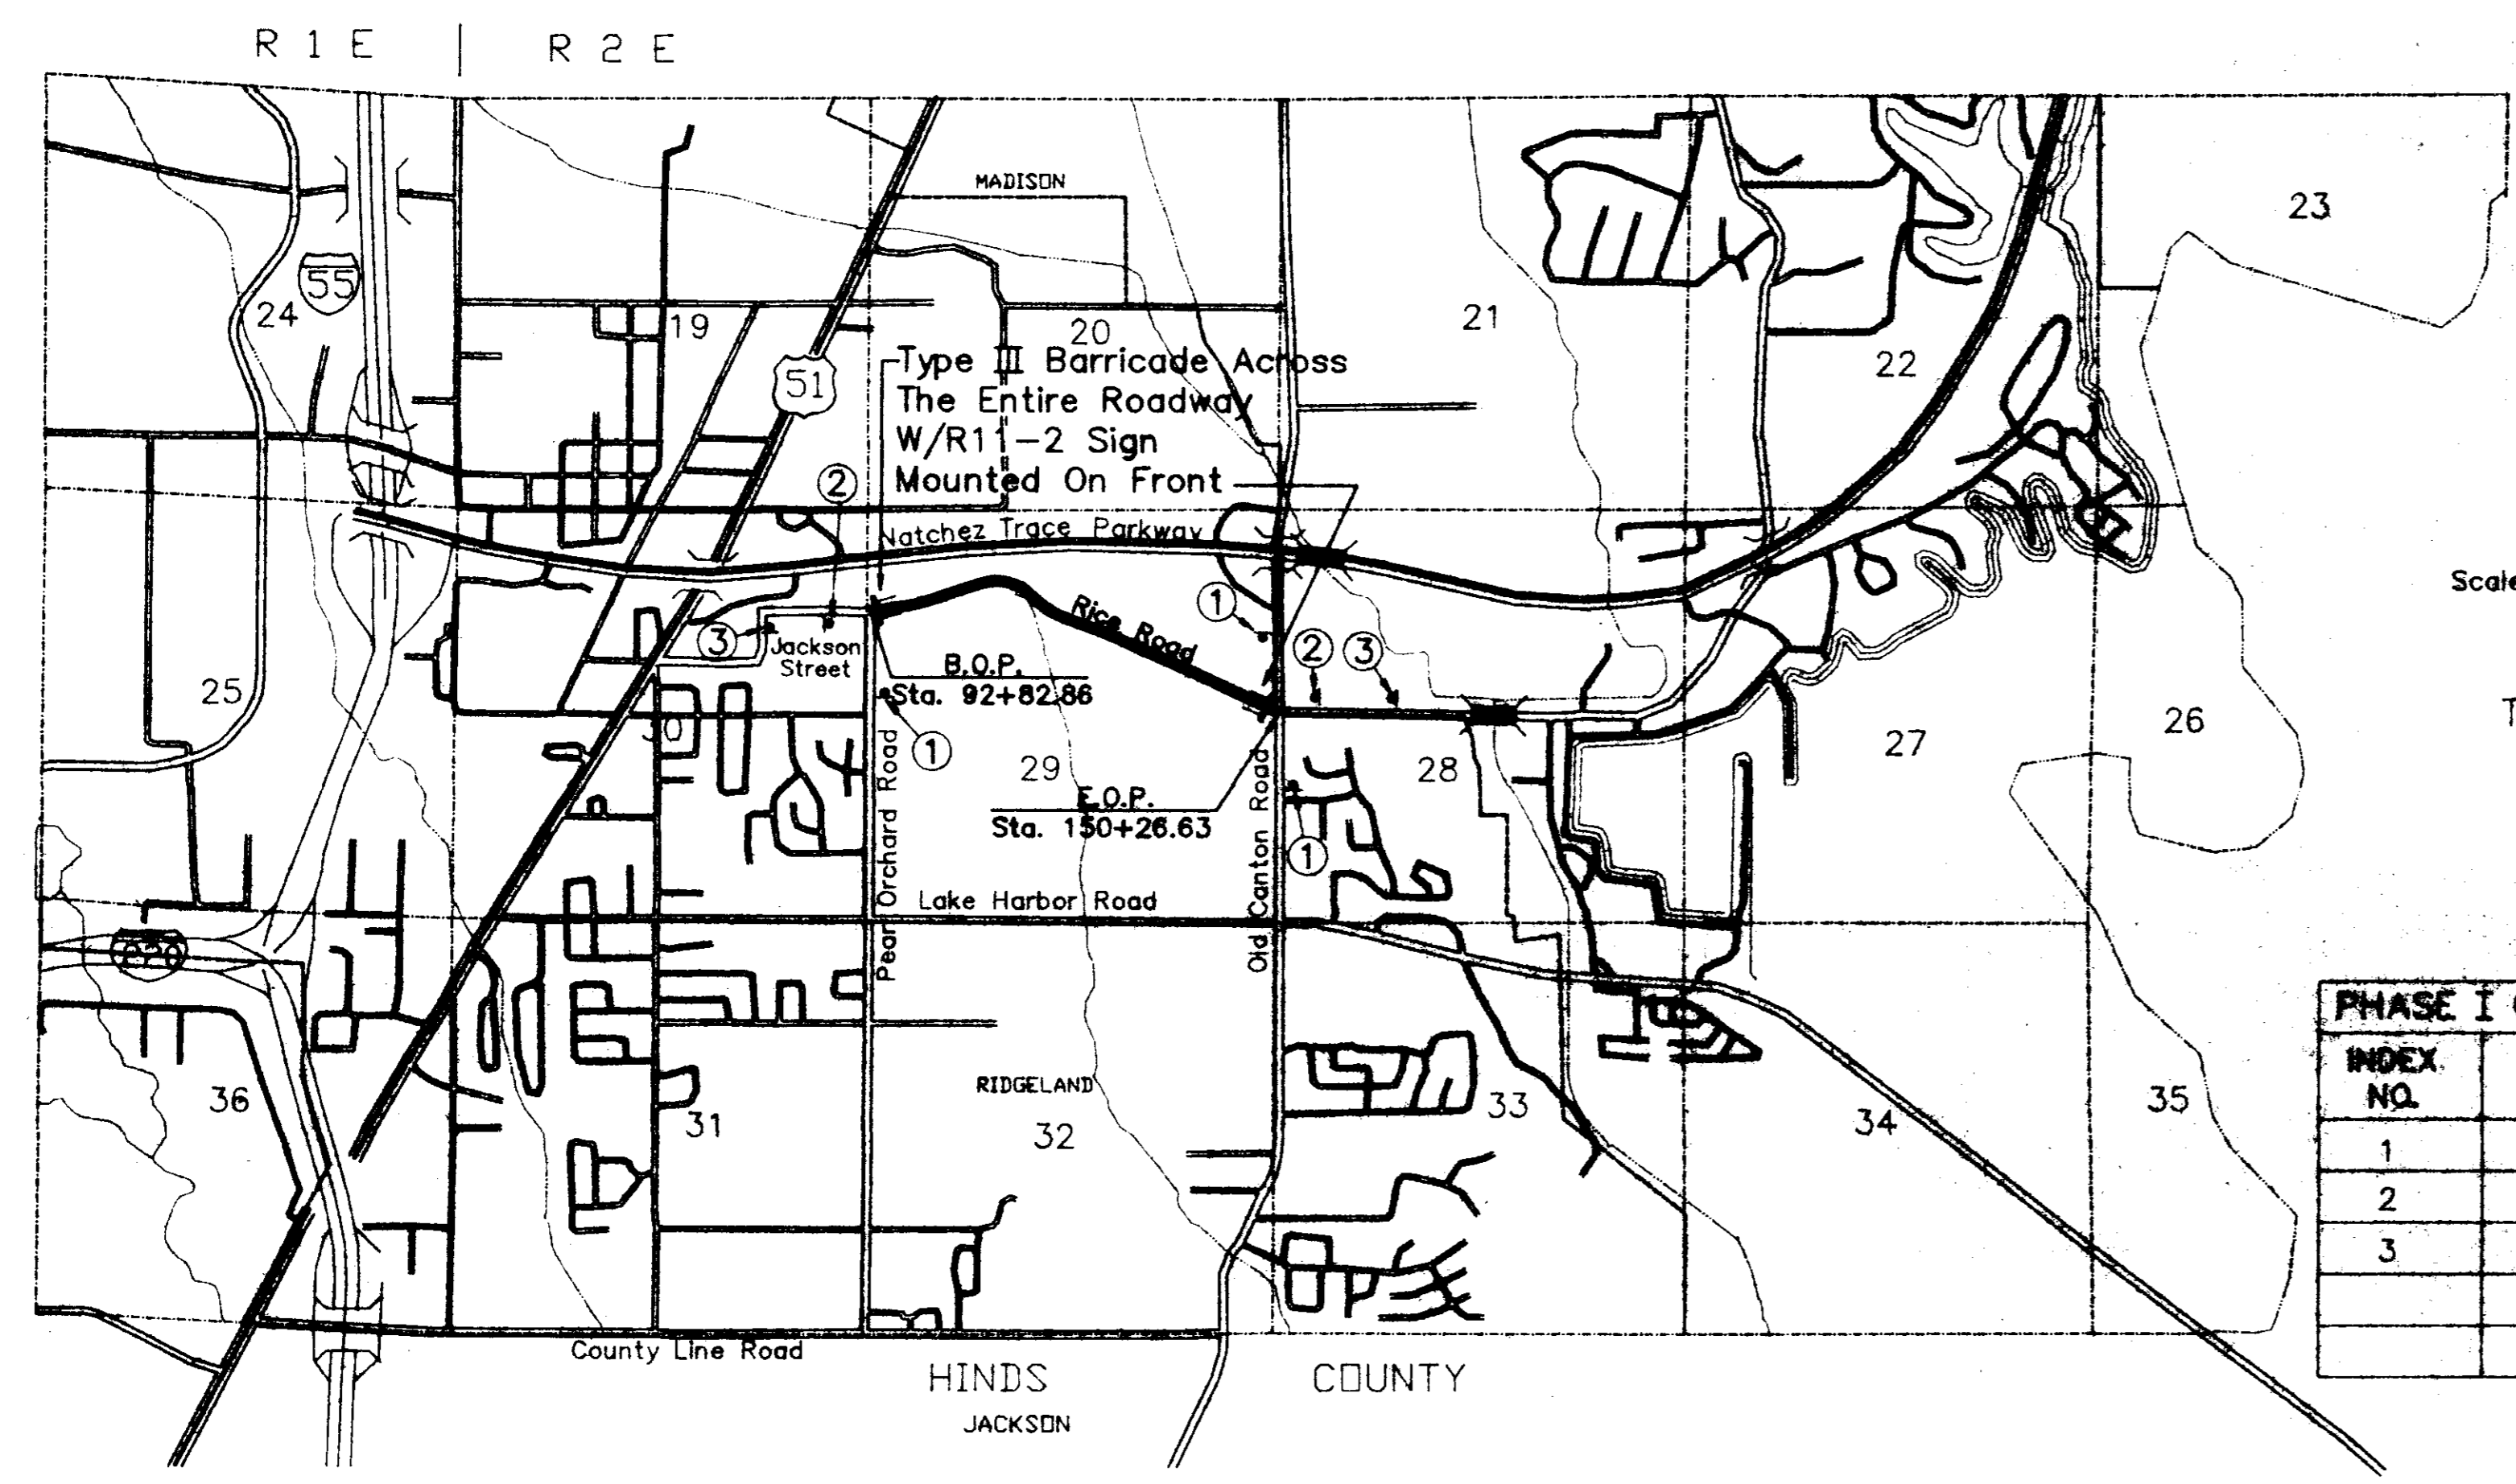 R 1 E | R 2 E
MADISON
23
55
24
19
20
21
22
51
Type III Barricade Across
The Entire Roadway
W/R11-2 Sign
Mounted On Front
2
Natchez Trace Parkway
Scale
1
Rice Road
3
Jackson
Street
2
3
B.O.P.
Sta. 92+82.86
25
30
1
29
28
27
26
E.O.P.
Sta. 150+26.63
1
Pear Orchard Road
Old Canton Road
Lake Harbor Road
PHASE I
INDEX
NO.
1
2
3
36
31
RIDGELAND
32
33
34
35
County Line Road
HINDS COUNTY
JACKSON